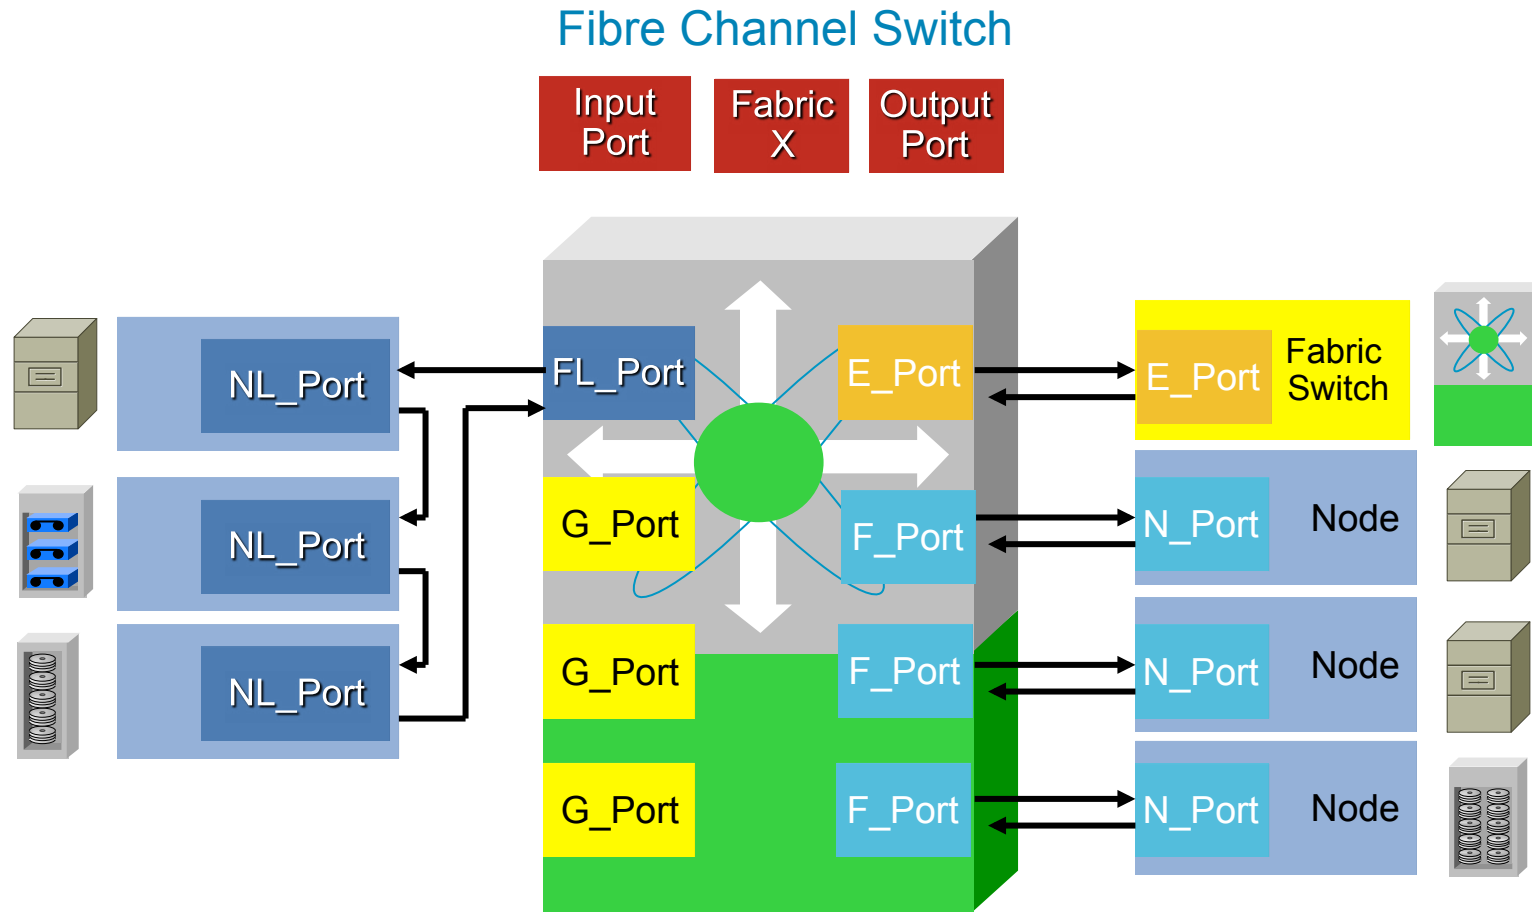 Fibre Channel Switch
Input
Port
Fabric
X
Output
Port
NL_Port
NL_Port
NL_Port
FL_Port
G_Port
G_Port
G_Port
E_Port
F_Port
F_Port
F_Port
E_Port
Fabric
Switch
N_Port
Node
N_Port
Node
N_Port
Node